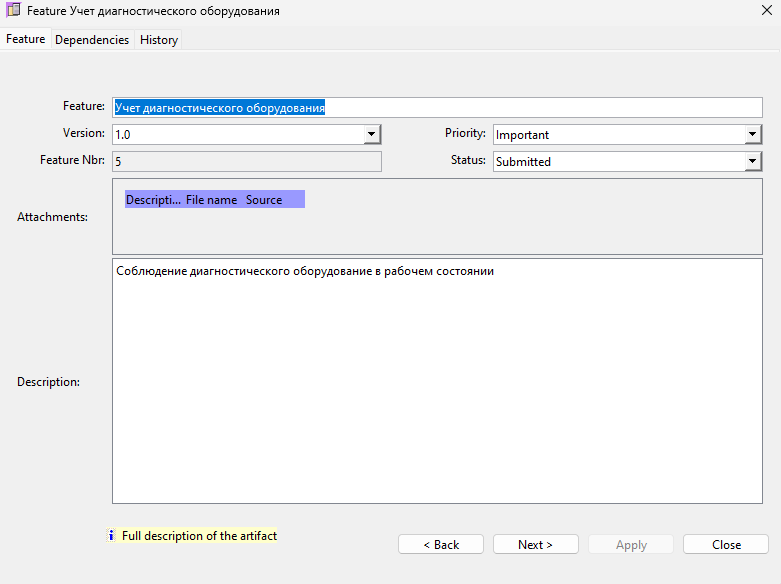 Feature Учет диагностического оборудования
Feature Dependencies History
Feature: Учет диагностического оборудования
Version: 1.0 Priority: Important
Feature Nbr: 5 Status: Submitted
Attachments: Descripti... File name Source
Соблюдение диагностического оборудование в рабочем состоянии
Description:
Full description of the artifact
< Back Next > Apply Close